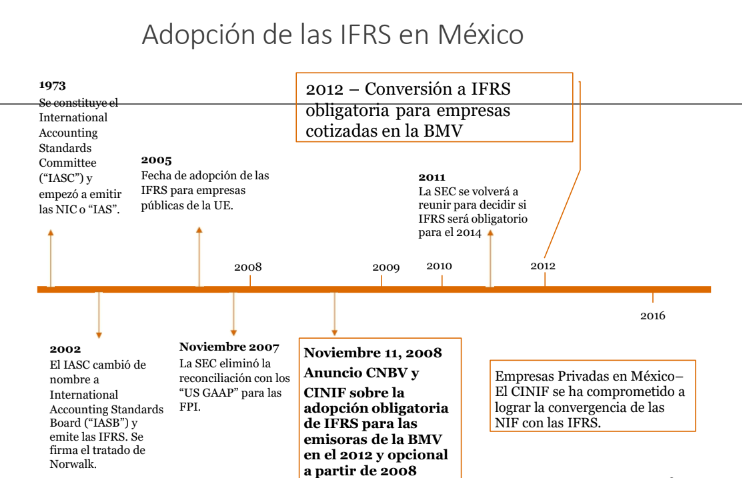 Adopción de las IFRS en México
1973
Se constituye el
International
Accounting
Standards
Committee
("IASC") y
empezó a emitir
las NIC o "IAS".
2005
Fecha de adopción de las
IFRS para empresas
públicas de la UE.
2012 – Conversión a IFRS
obligatoria para empresas
cotizadas en la BMV
2011
La SEC se volverá a
reunir para decidir si
IFRS será obligatorio
para el 2014
2008
2009
2010
2012
2016
2002
El IASC cambió de
nombre a
International
Accounting Standards
Board ("IASB") y
emite las IFRS. Se
firma el tratado de
Norwalk.
Noviembre 2007
La SEC eliminó la
reconciliación con los
"US GAAP" para las
FPI.
Noviembre 11, 2008
Anuncio CNBV y
CINIF sobre la
adopción obligatoria
de IFRS para las
emisoras de la BMV
en el 2012 y opcional
a partir de 2008
Empresas Privadas en México–
El CINIF se ha comprometido a
lograr la convergencia de las
NIF con las IFRS.